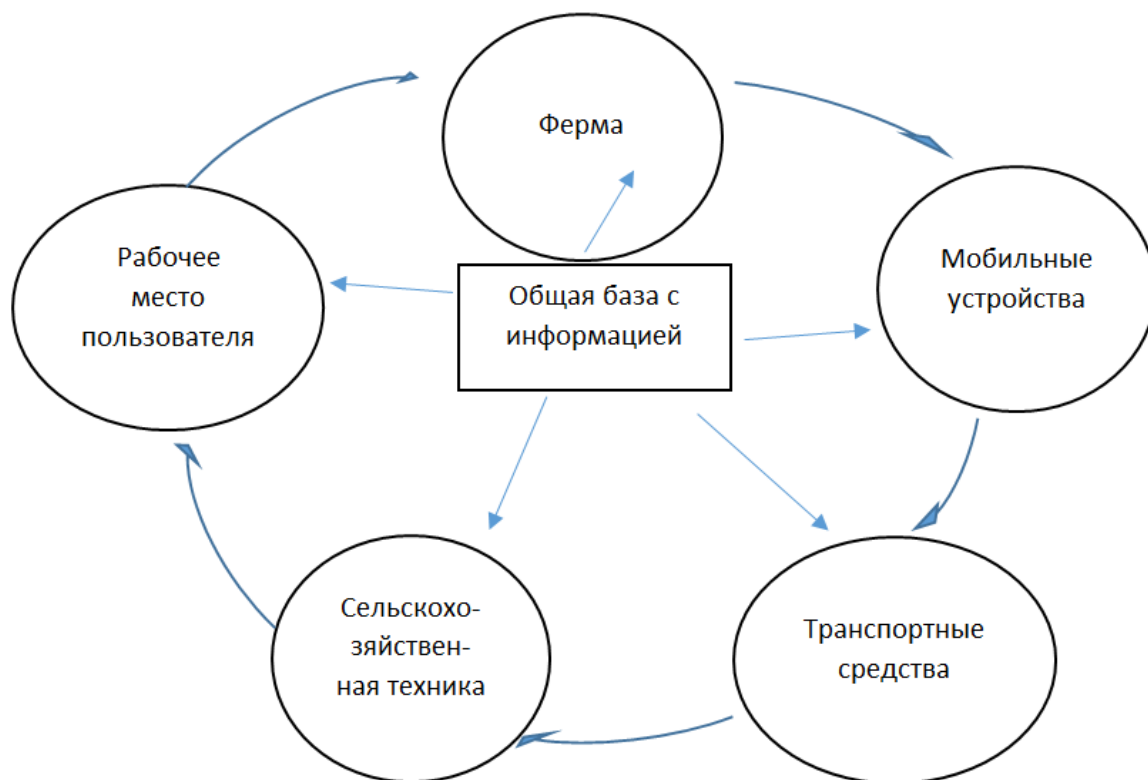 Ферма
Рабочее
место
пользователя
Общая база с
информацией
Мобильные
устройства
Сельскохо-
зяйствен-
ная техника
Транспортные
средства